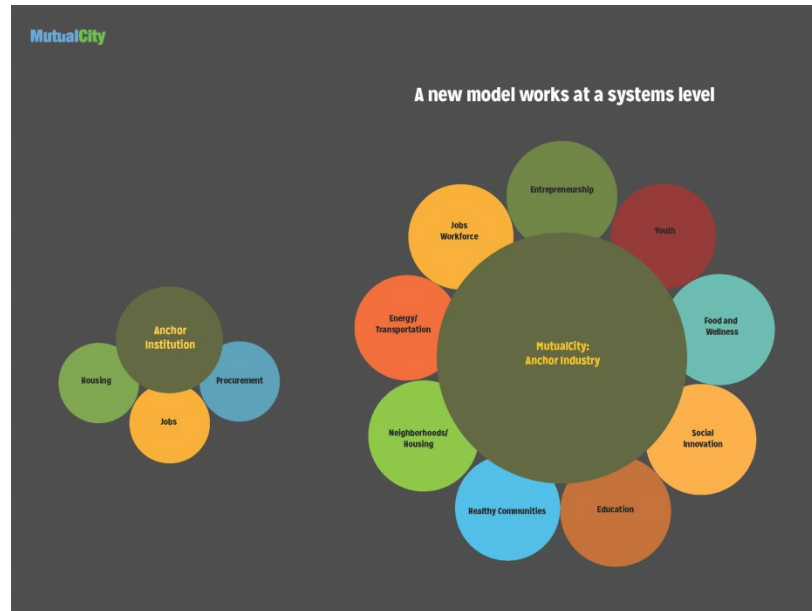 MutualCity
A new model works at a systems level
Anchor
Institution
Housing
Procurement
Jobs
Entrepreneurship
Jobs
Workforce
Youth
Energy/
Transportation
Food and
Wellness
MutualCity:
Anchor Industry
Neighborhoods/
Housing
Social
Innovation
Healthy Communities
Education